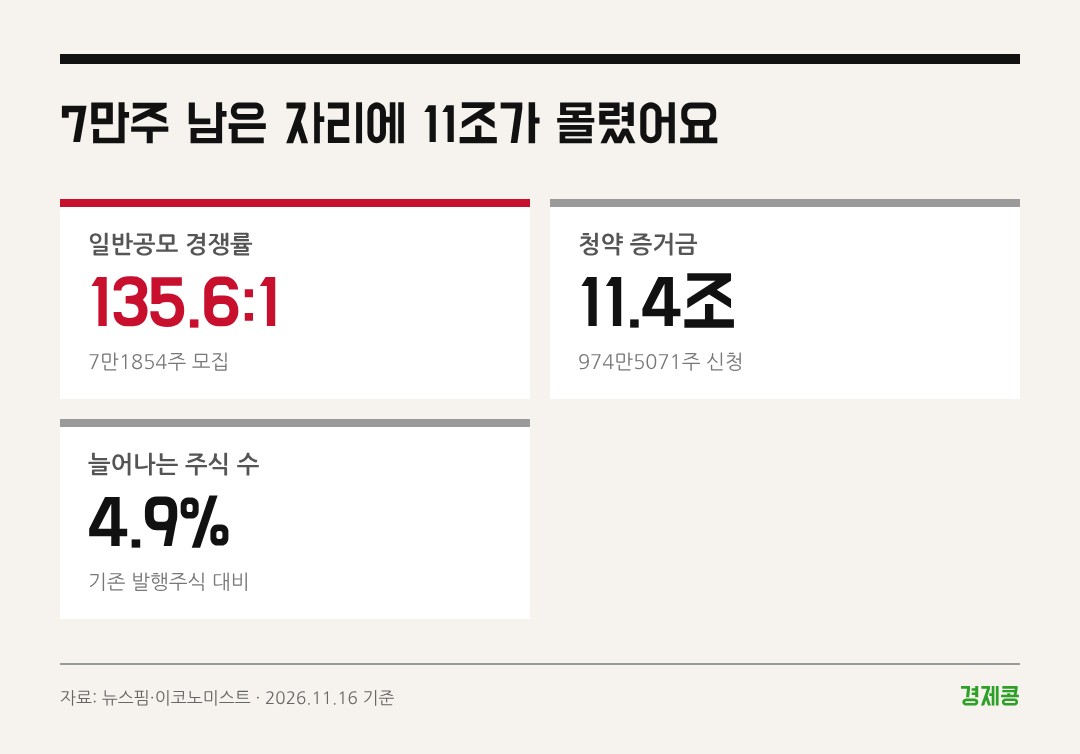 7만주 남은 자리에 11조가 몰렸어요
일반공모 경쟁률
135.6:1
7만1854주 모집
청약 증거금
11.4조
974만5071주 신청
늘어나는 주식 수
4.9%
기존 발행주식 대비
자료: 뉴스핌·이코노미스트 · 2026.11.16 기준
경제콩